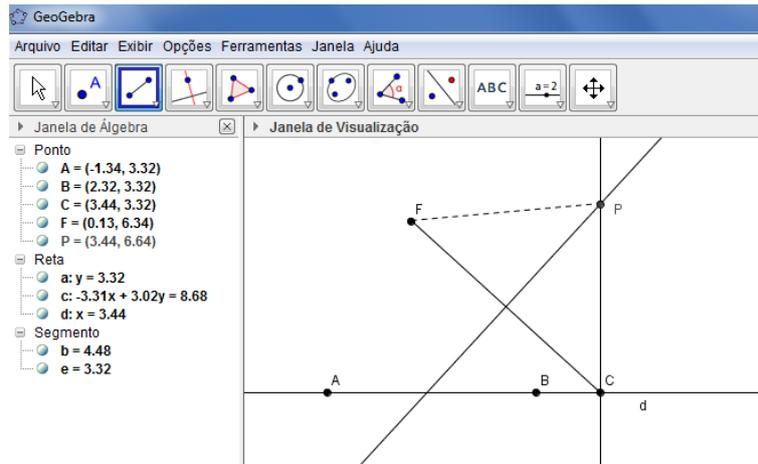 GeoGebra
Arquivo Editar Exibir Opções Ferramentas Janela Ajuda
A α ABC a=2
Janela de Álgebra
Janela de Visualização
Ponto
A = (-1.34, 3.32)
B = (2.32, 3.32)
C = (3.44, 3.32)
F = (0.13, 6.34)
P = (3.44, 6.64)
Reta
a: y = 3.32
c: -3.31x + 3.02y = 8.68
d: x = 3.44
Segmento
b = 4.48
e = 3.32
F
P
A
B
C
d